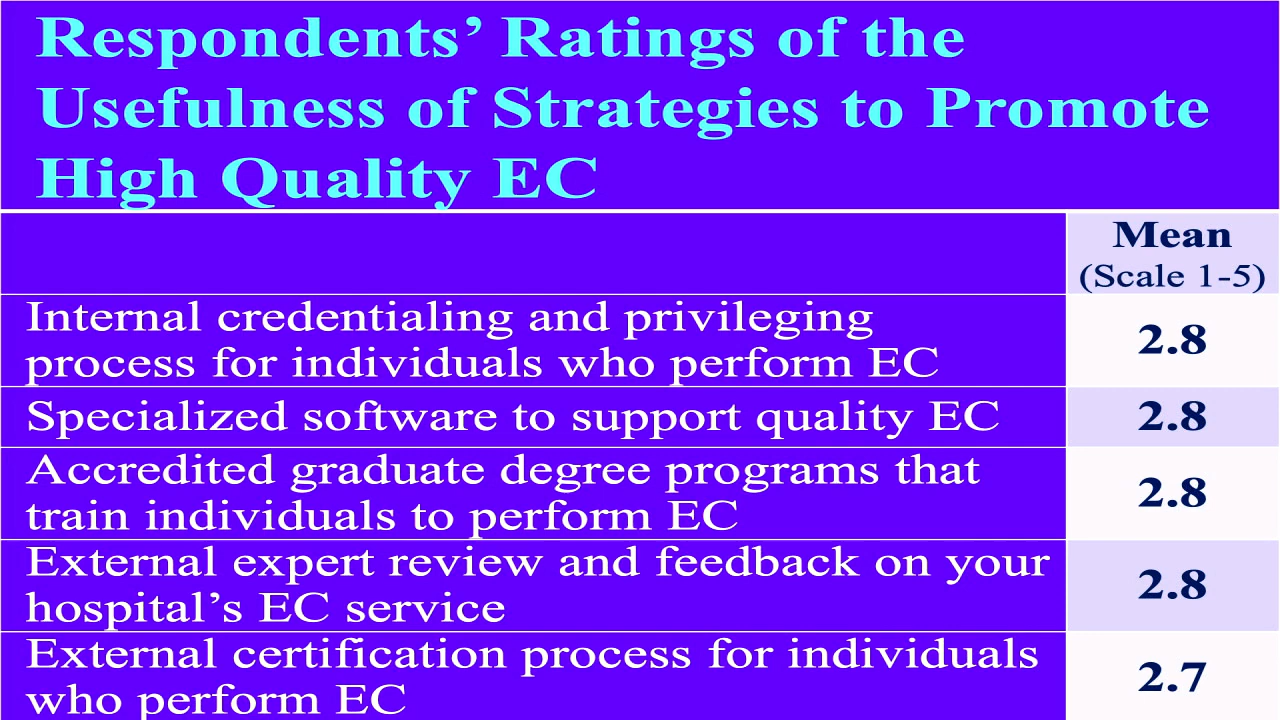 Respondents’ Ratings of the
Usefulness of Strategies to Promote
High Quality EC
Mean
(Scale 1-5)
Internal credentialing and privileging
process for individuals who perform EC
2.8
Specialized software to support quality EC
2.8
Accredited graduate degree programs that
train individuals to perform EC
2.8
External expert review and feedback on your
hospital’s EC service
2.8
External certification process for individuals
who perform EC
2.7